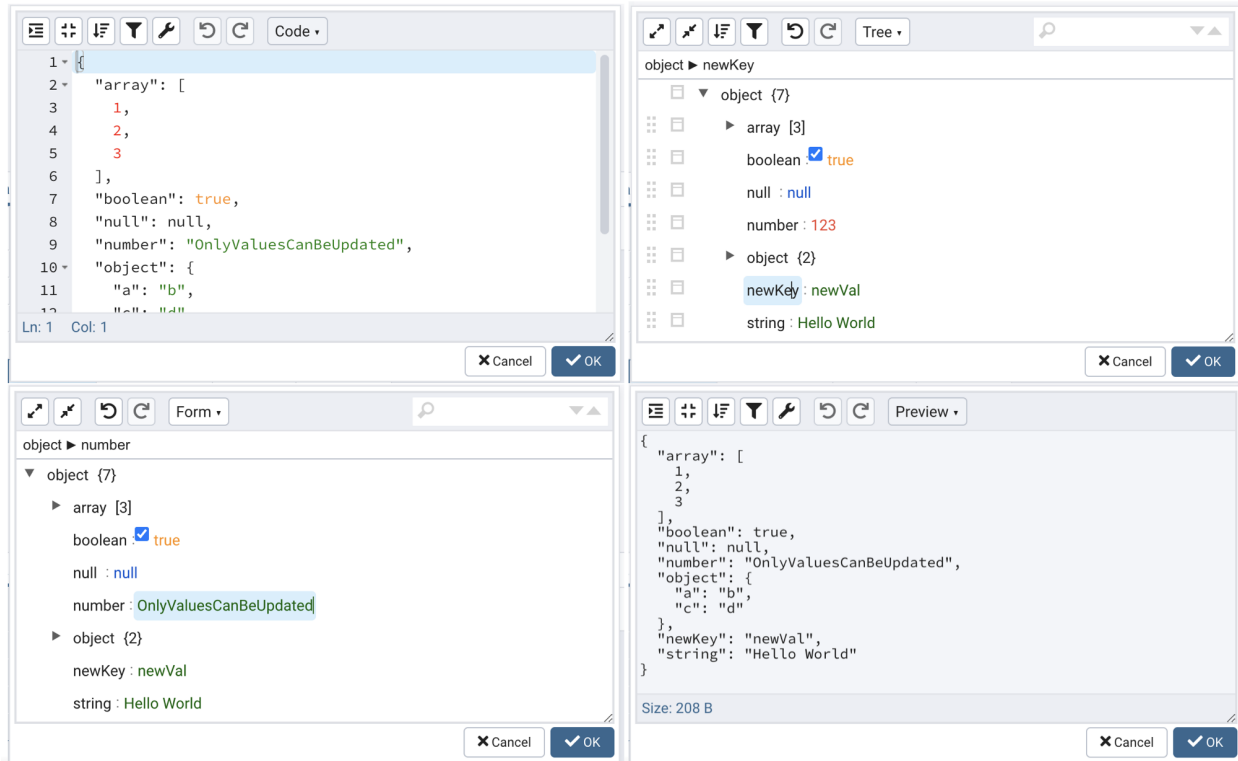 Code ▾
1 {
2 "array": [
3 1,
4 2,
5 3
6 ],
7 "boolean": true,
8 "null": null,
9 "number": "OnlyValuesCanBeUpdated",
10 "object": {
11 "a": "b",
12 "c": "d"
Ln: 1 Col: 1
Cancel OK
Tree ▾
object ► newKey
object {7}
array [3]
boolean : true
null : null
number : 123
object {2}
newKey : newVal
string : Hello World
Cancel OK
Form ▾
object ► number
object {7}
array [3]
boolean : true
null : null
number : OnlyValuesCanBeUpdated
object {2}
newKey : newVal
string : Hello World
Cancel OK
Preview ▾
{
"array": [
1,
2,
3
],
"boolean": true,
"null": null,
"number": "OnlyValuesCanBeUpdated",
"object": {
"a": "b",
"c": "d"
},
"newKey": "newVal",
"string": "Hello World"
}
Size: 208 B
Cancel OK